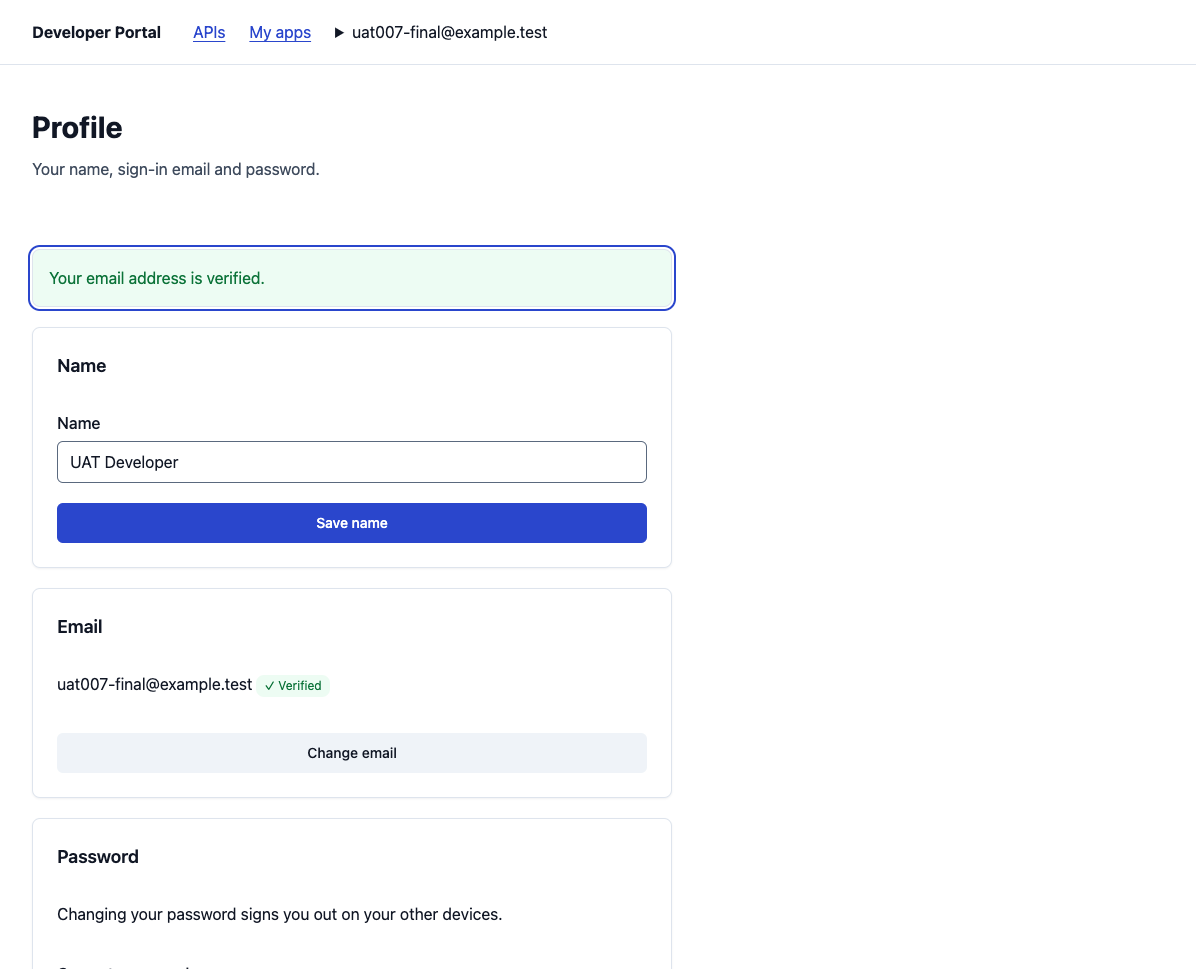 Developer Portal APIs My apps ▶ uat007-final@example.test
Profile
Your name, sign-in email and password.
Your email address is verified.
Name
Name
UAT Developer
Save name
Email
uat007-final@example.test ✓ Verified
Change email
Password
Changing your password signs you out on your other devices.